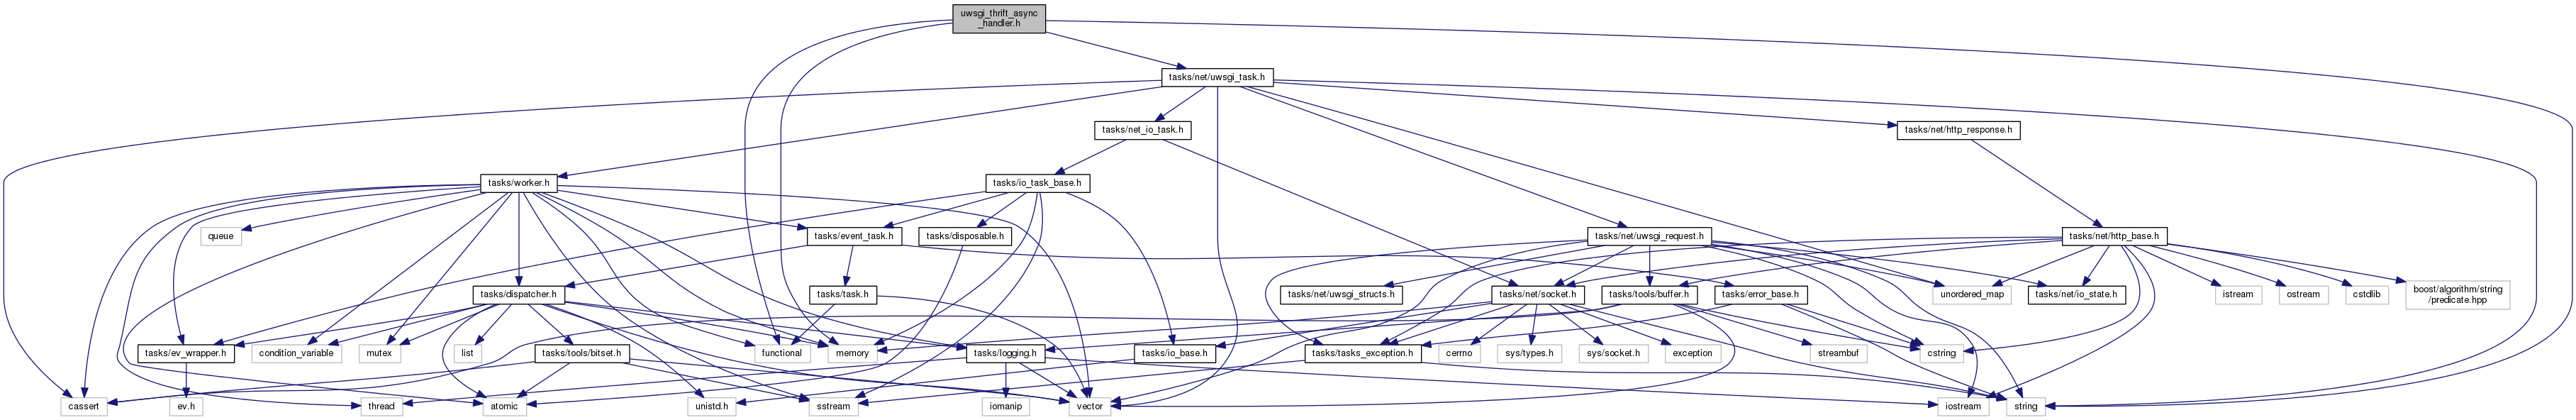 uwsgi_thrift_async
_handler.h
tasks/net/uwsgi_task.h
tasks/net_io_task.h
tasks/net/http_response.h
tasks/worker.h
tasks/io_task_base.h
queue
tasks/event_task.h
tasks/disposable.h
tasks/net/uwsgi_request.h
tasks/net/http_base.h
tasks/dispatcher.h
tasks/task.h
tasks/net/uwsgi_structs.h
tasks/net/socket.h
tasks/tools/buffer.h
tasks/error_base.h
unordered_map
tasks/net/io_state.h
istream
ostream
cstdlib
boost/algorithm/string
/predicate.hpp
tasks/ev_wrapper.h
condition_variable
mutex
list
tasks/tools/bitset.h
functional
memory
tasks/logging.h
tasks/io_base.h
tasks/tasks_exception.h
cerrno
sys/types.h
sys/socket.h
exception
streambuf
cstring
cassert
ev.h
thread
atomic
unistd.h
sstream
iomanip
vector
iostream
string